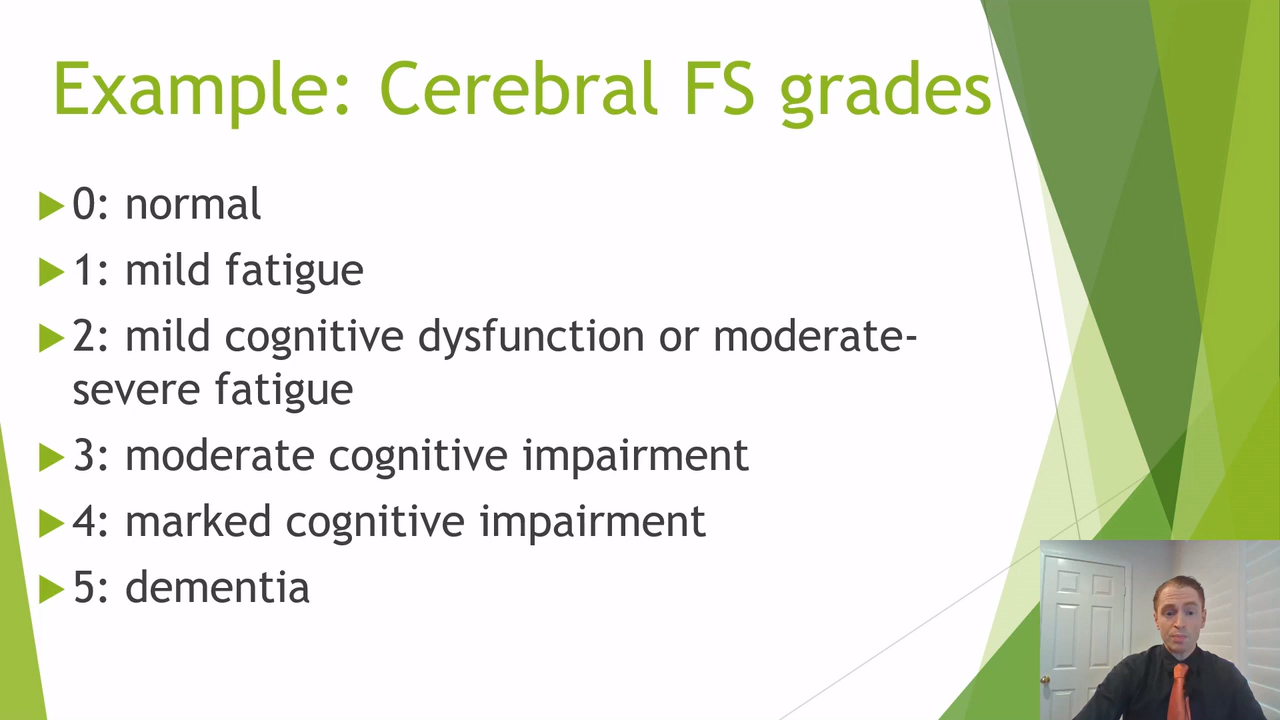 Example: Cerebral FS grades
0: normal
1: mild fatigue
2: mild cognitive dysfunction or moderate-
severe fatigue
3: moderate cognitive impairment
4: marked cognitive impairment
5: dementia